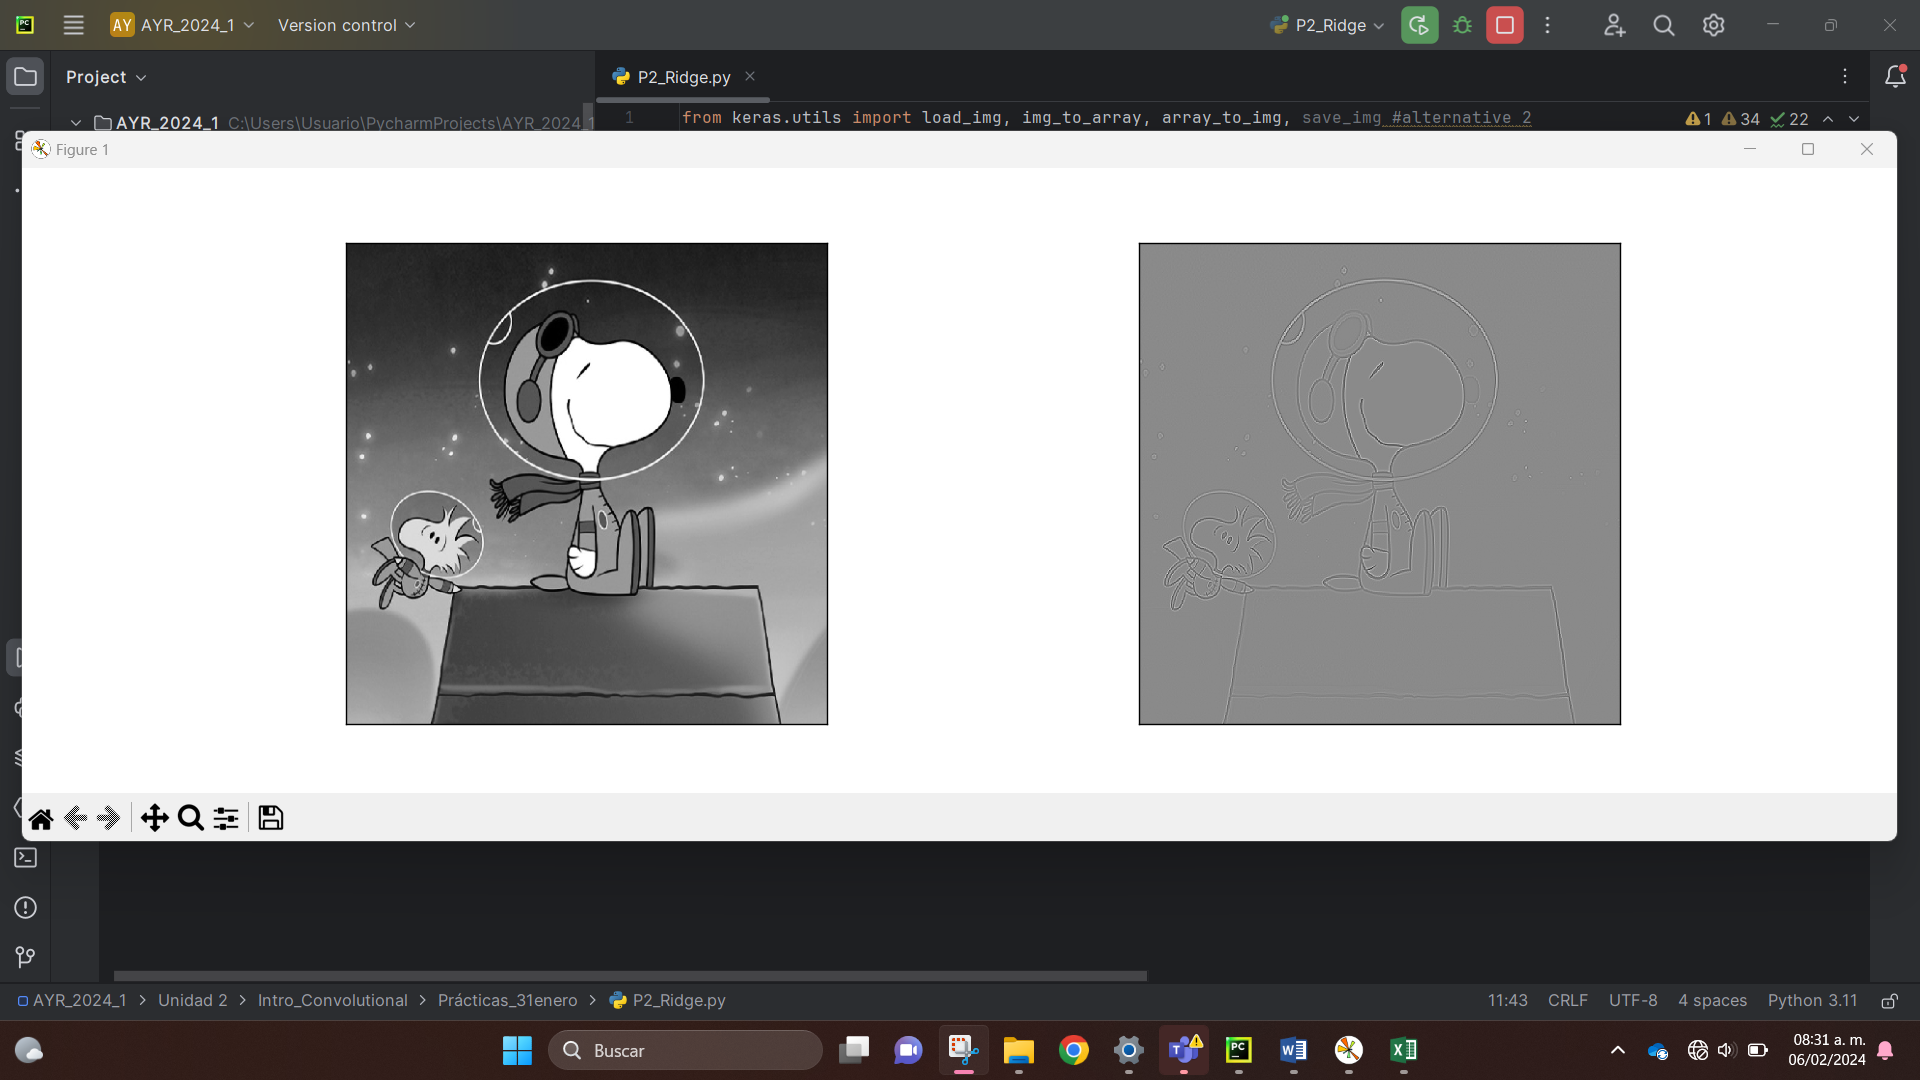 PC
AY AYR_2024_1
Version control
P2_Ridge
Project
P2_Ridge.py
AYR_2024_1 C:\Users\Usuario\PycharmProjects\AYR_2024_1
1 from keras.utils import load_img, img_to_array, array_to_img, save_img #alternative 2
1 34 22
Figure 1
AYR_2024_1 > Unidad 2 > Intro_Convolutional > Prácticas_31enero > P2_Ridge.py
11:43 CRLF UTF-8 4 spaces Python 3.11
Buscar
08:31 a. m.
06/02/2024